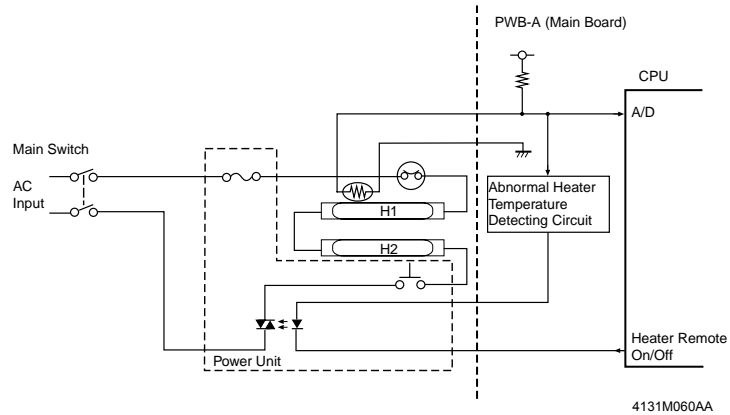 PWB-A (Main Board)
CPU
A/D
Main Switch
AC
Input
H1
H2
Abnormal Heater
Temperature
Detecting Circuit
Power Unit
Heater Remote
On/Off
4131M060AA